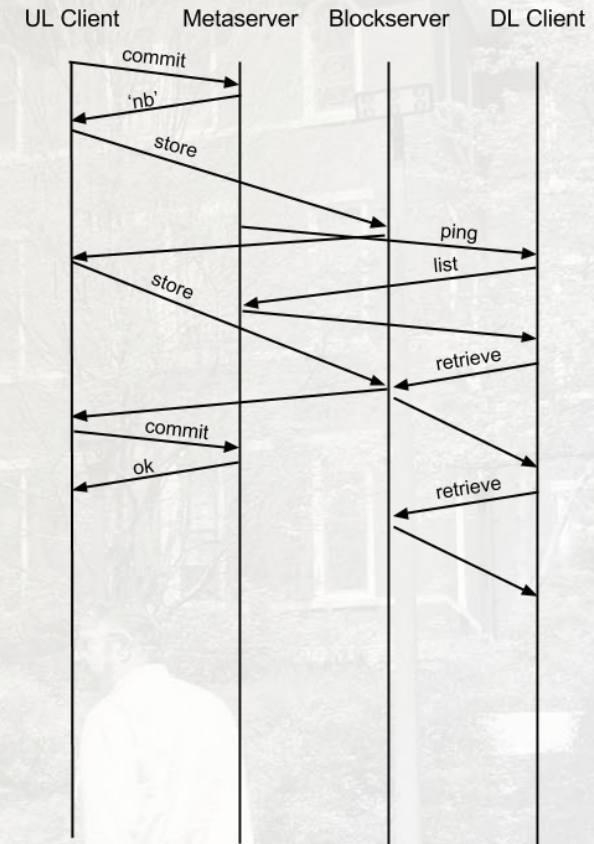 UL Client Metaserver Blockserver DL Client
commit
'nb'
store
ping
list
store
retrieve
commit
ok
retrieve